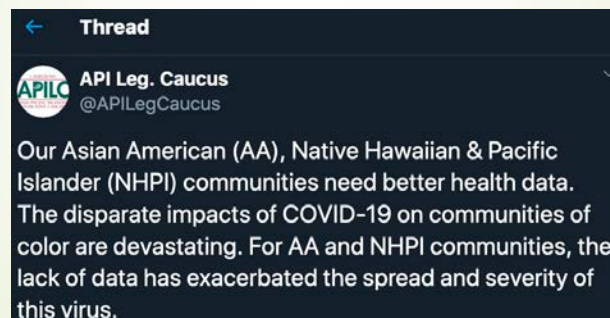 Thread
APILC
API Leg. Caucus
@APILegCaucus
Our Asian American (AA), Native Hawaiian & Pacific
Islander (NHPI) communities need better health data.
The disparate impacts of COVID-19 on communities of
color are devastating. For AA and NHPI communities, the
lack of data has exacerbated the spread and severity of
this virus.